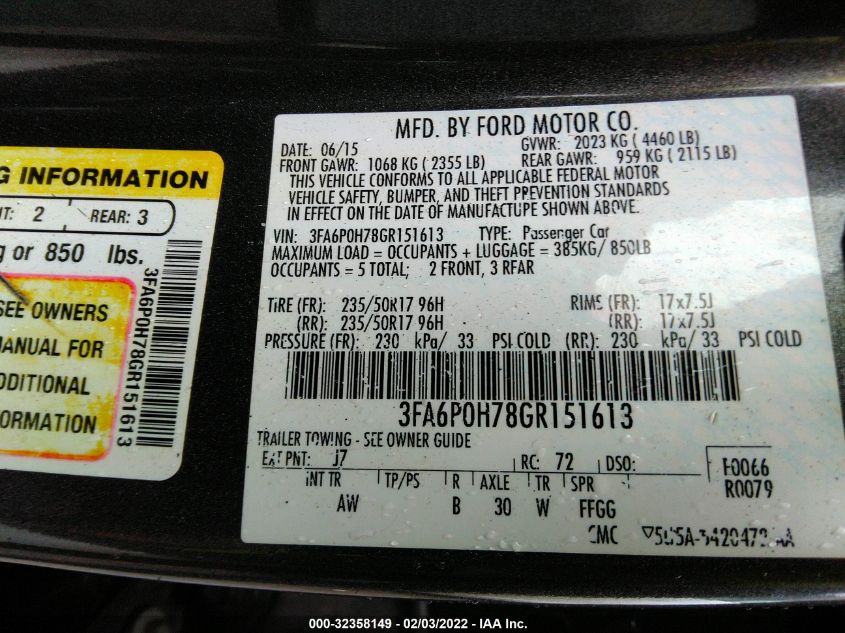 G INFORMATION
NT: 2 REAR: 3
g or 850 lbs.
SEE OWNERS
MANUAL FOR
ADDITIONAL
INFORMATION
3FA6P0H78GR151613
MFD. BY FORD MOTOR CO.
DATE: 06/15 GVWR: 2023 KG ( 4460 LB)
FRONT GAWR: 1068 KG ( 2355 LB) REAR GAWR: 959 KG ( 2115 LB)
THIS VEHICLE CONFORMS TO ALL APPLICABLE FEDERAL MOTOR
VEHICLE SAFETY, BUMPER, AND THEFT PREVENTION STANDARDS
IN EFFECT ON THE DATE OF MANUFACTURE SHOWN ABOVE.
VIN: 3FA6P0H78GR151613 TYPE: Passenger Car
MAXIMUM LOAD = OCCUPANTS + LUGGAGE = 385KG/ 850LB
OCCUPANTS = 5 TOTAL; 2 FRONT, 3 REAR
TIRE (FR): 235/50R17 96H RIMS (FR): 17x7.5J
(RR): 235/50R17 96H (RR): 17x7.5J
PRESSURE (FR): 230 kPa/ 33 PSI COLD (RR): 230 kPa/ 33 PSI COLD
3FA6P0H78GR151613
TRAILER TOWING - SEE OWNER GUIDE
EXT PNT: J7 RC: 72 DSO: F0066
R0079
INT TR TP/PS R AXLE TR SPR
AW B 30 W FFGG
000-32358149 - 02/03/2022 - IAA Inc.